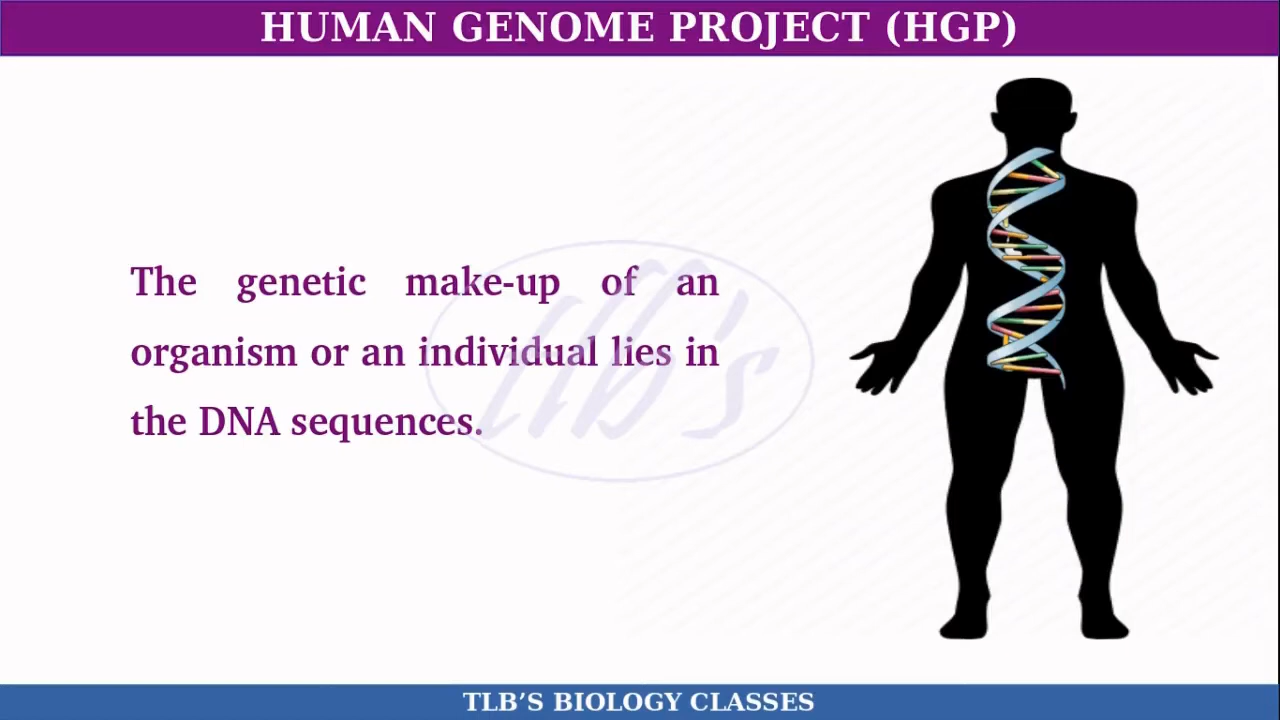 HUMAN GENOME PROJECT (HGP)
The genetic make-up of an
organism or an individual lies in
the DNA sequences.
tlb's
TLB’S BIOLOGY CLASSES